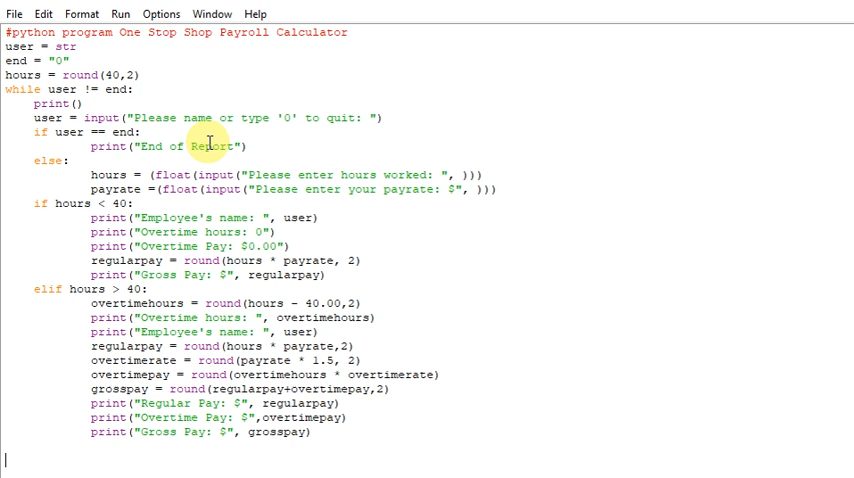 File Edit Format Run Options Window Help
#python program One Stop Shop Payroll Calculator
user = str
end = "0"
hours = round(40,2)
while user != end:
    print()
    user = input("Please name or type '0' to quit: ")
    if user == end:
            print("End of Report")
    else:
            hours = (float(input("Please enter hours worked: ", )))
            payrate =(float(input("Please enter your payrate: $", )))
    if hours < 40:
            print("Employee's name: ", user)
            print("Overtime hours: 0")
            print("Overtime Pay: $0.00")
            regularpay = round(hours * payrate, 2)
            print("Gross Pay: $", regularpay)
    elif hours > 40:
            overtimehours = round(hours - 40.00,2)
            print("Overtime hours: ", overtimehours)
            print("Employee's name: ", user)
            regularpay = round(hours * payrate,2)
            overtimerate = round(payrate * 1.5, 2)
            overtimepay = round(overtimehours * overtimerate)
            grosspay = round(regularpay+overtimepay,2)
            print("Regular Pay: $", regularpay)
            print("Overtime Pay: $",overtimepay)
            print("Gross Pay: $", grosspay)